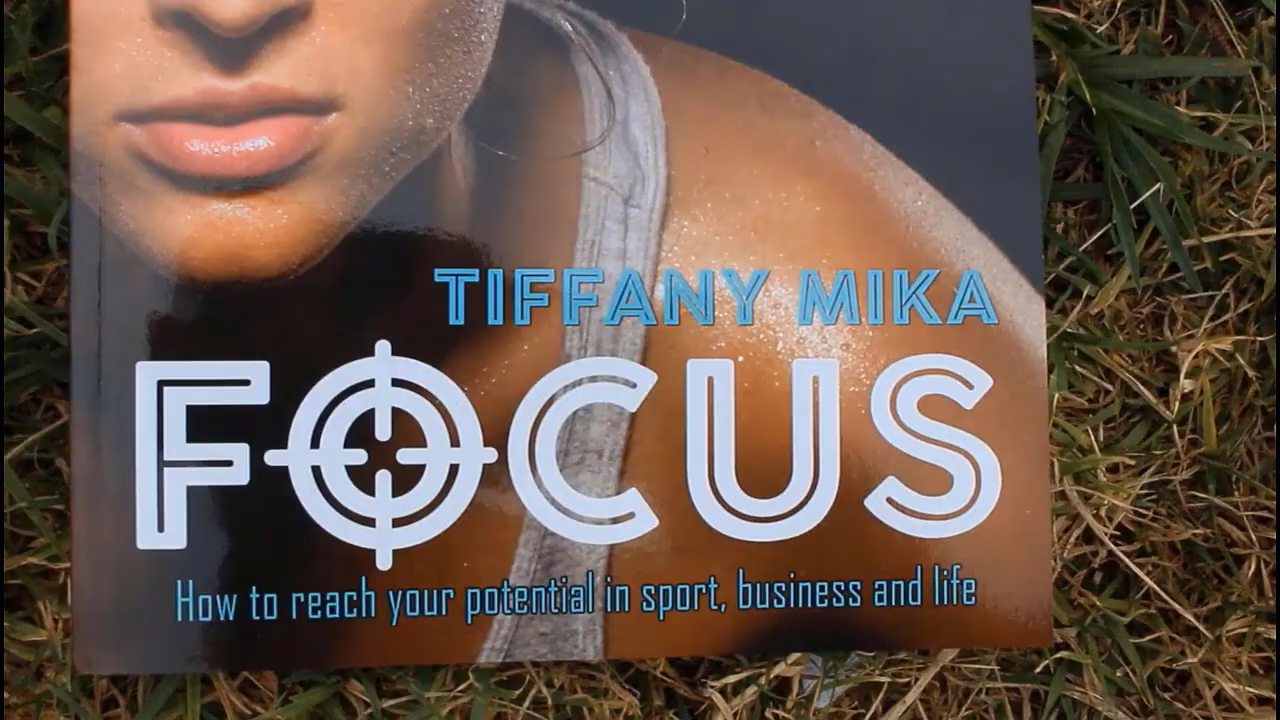 TIFFANY MIKA
FOCUS
How to reach your potential in sport, business and life